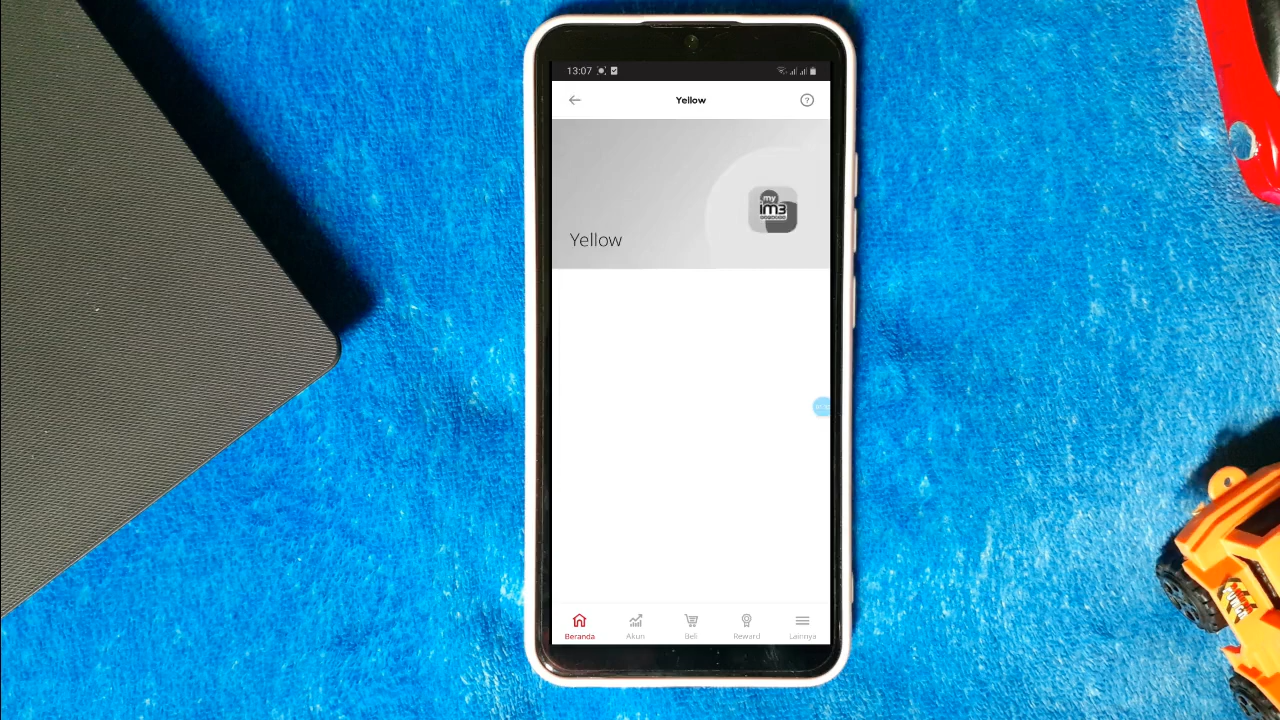 13:07
Yellow
my
im3
Yellow
Beranda
Akun
Beli
Reward
Lainnya